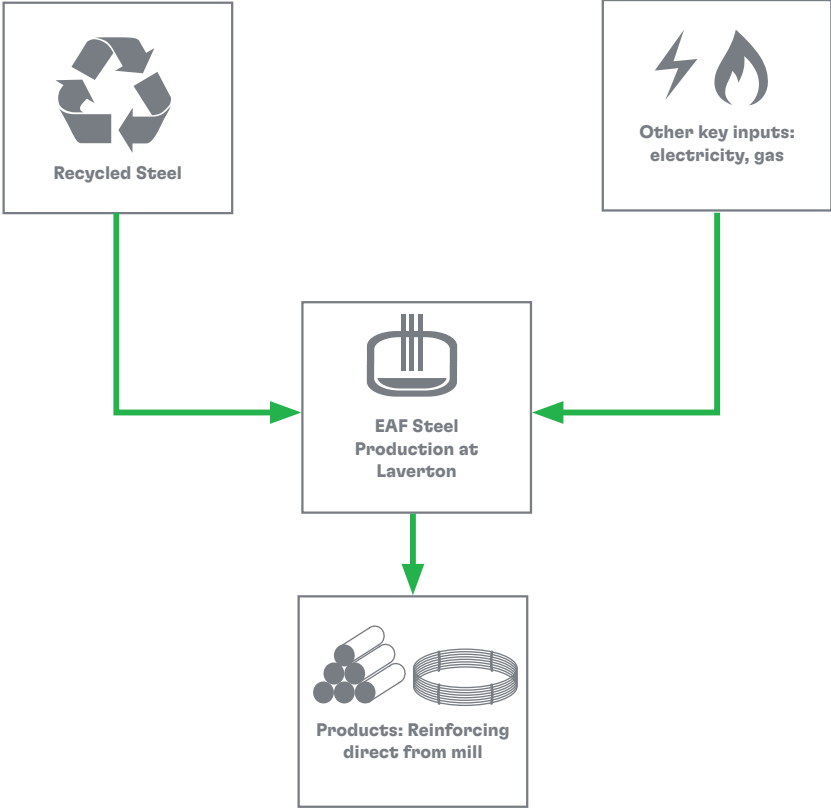 Recycled Steel
Other key inputs:
electricity, gas
EAF Steel
Production at
Laverton
Products: Reinforcing
direct from mill